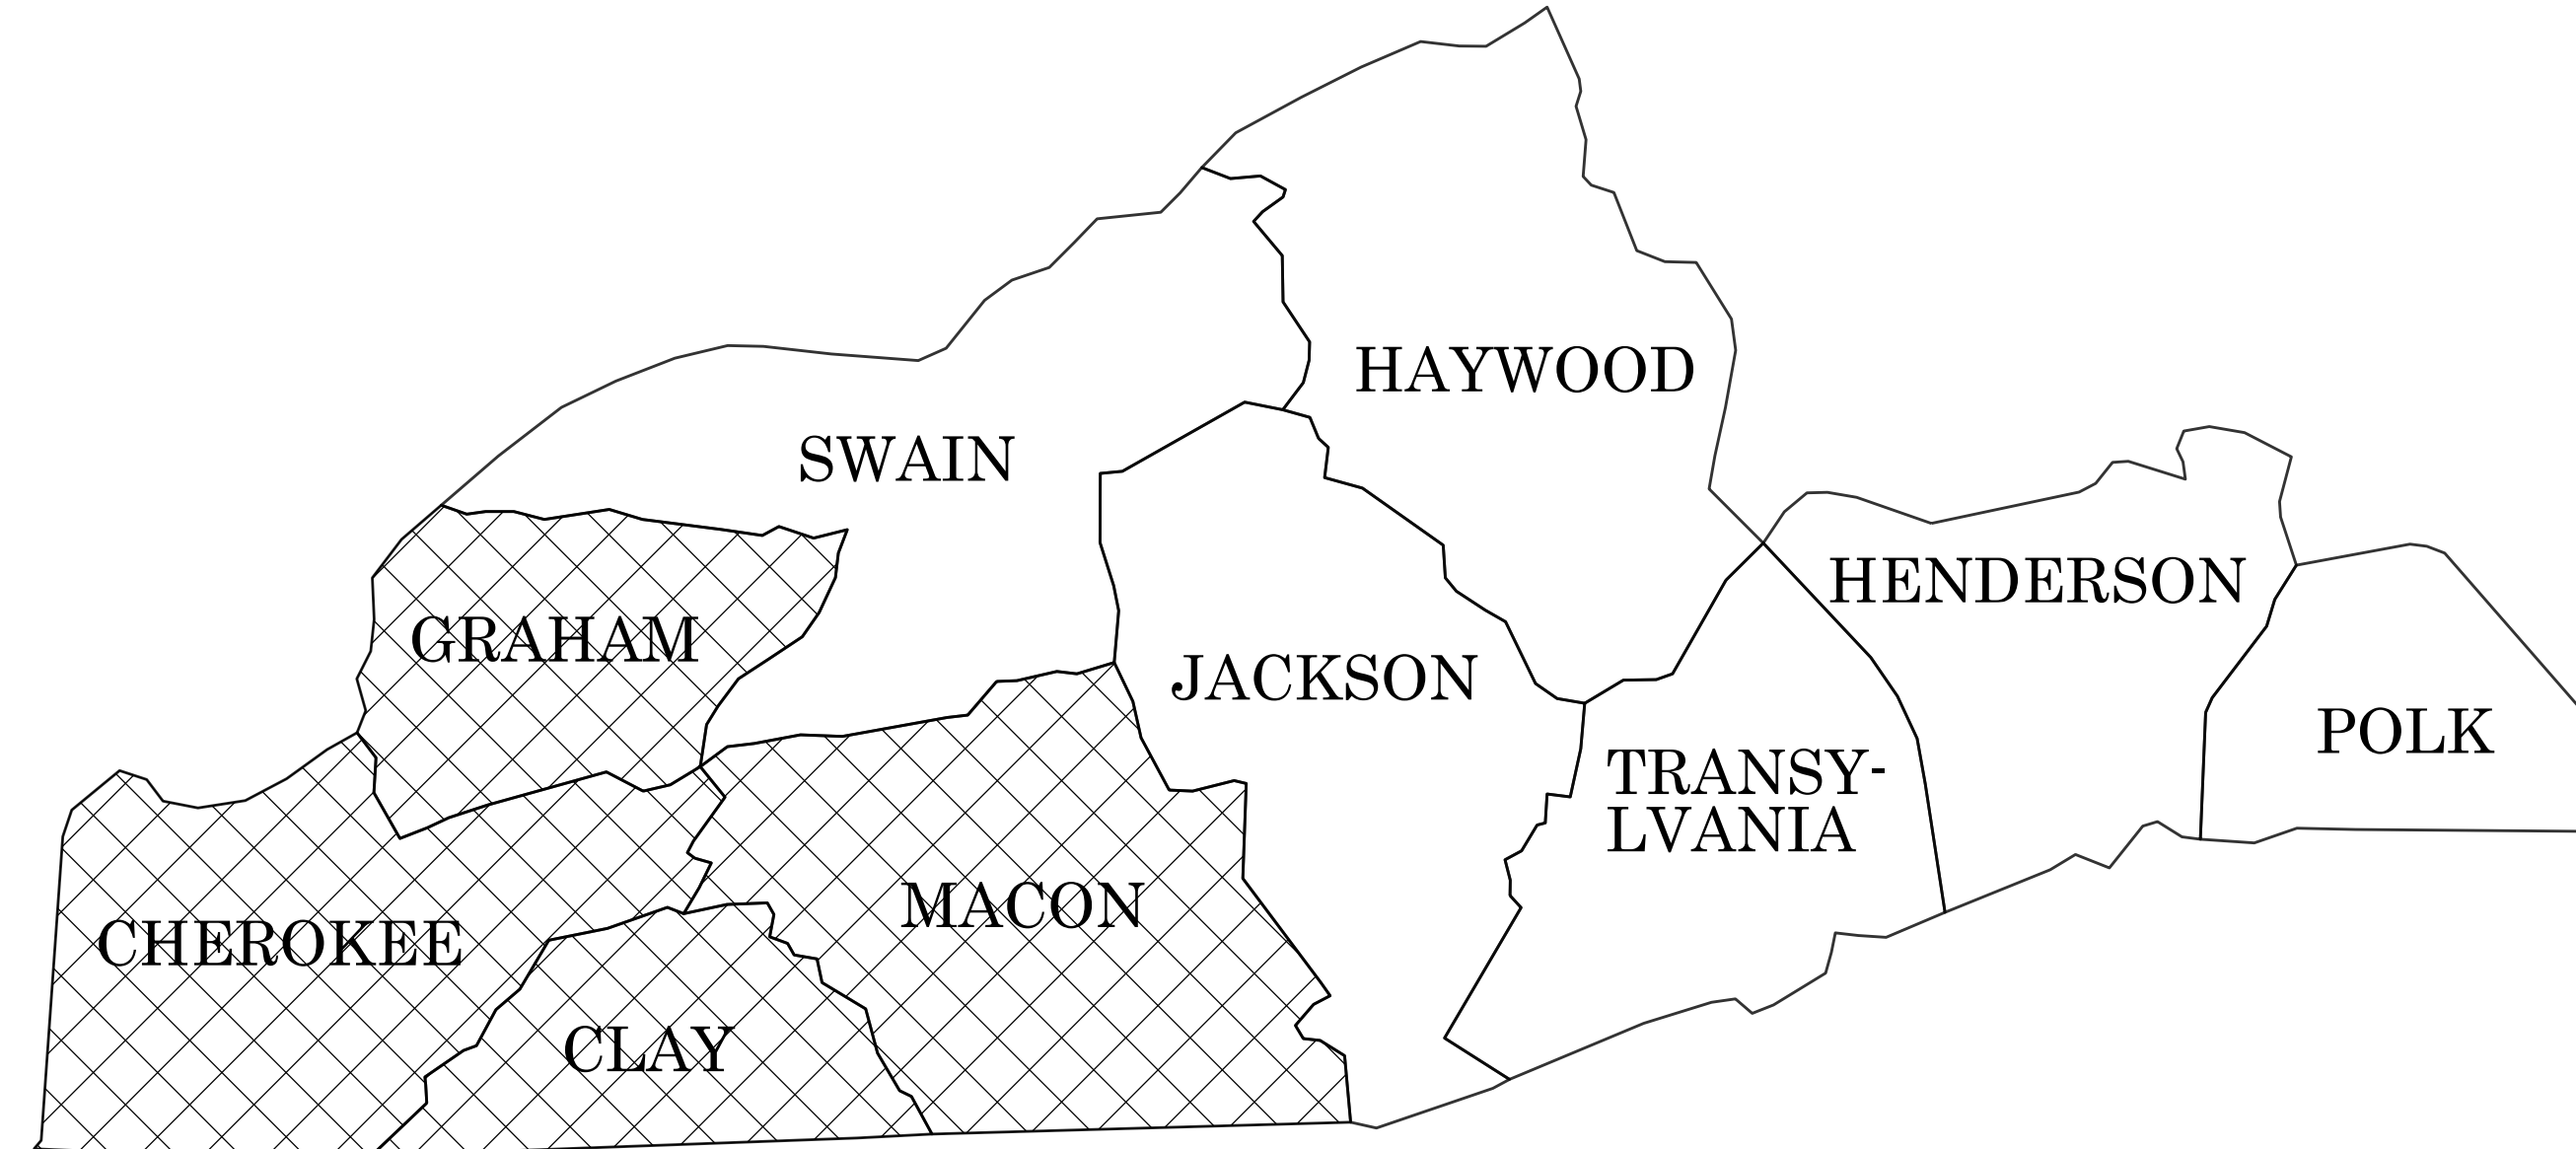 HAYWOOD
SWAIN
HENDERSON
GRAHAM
JACKSON
POLK
TRANSY-
LVANIA
MACON
CHEROKEE
CLAY